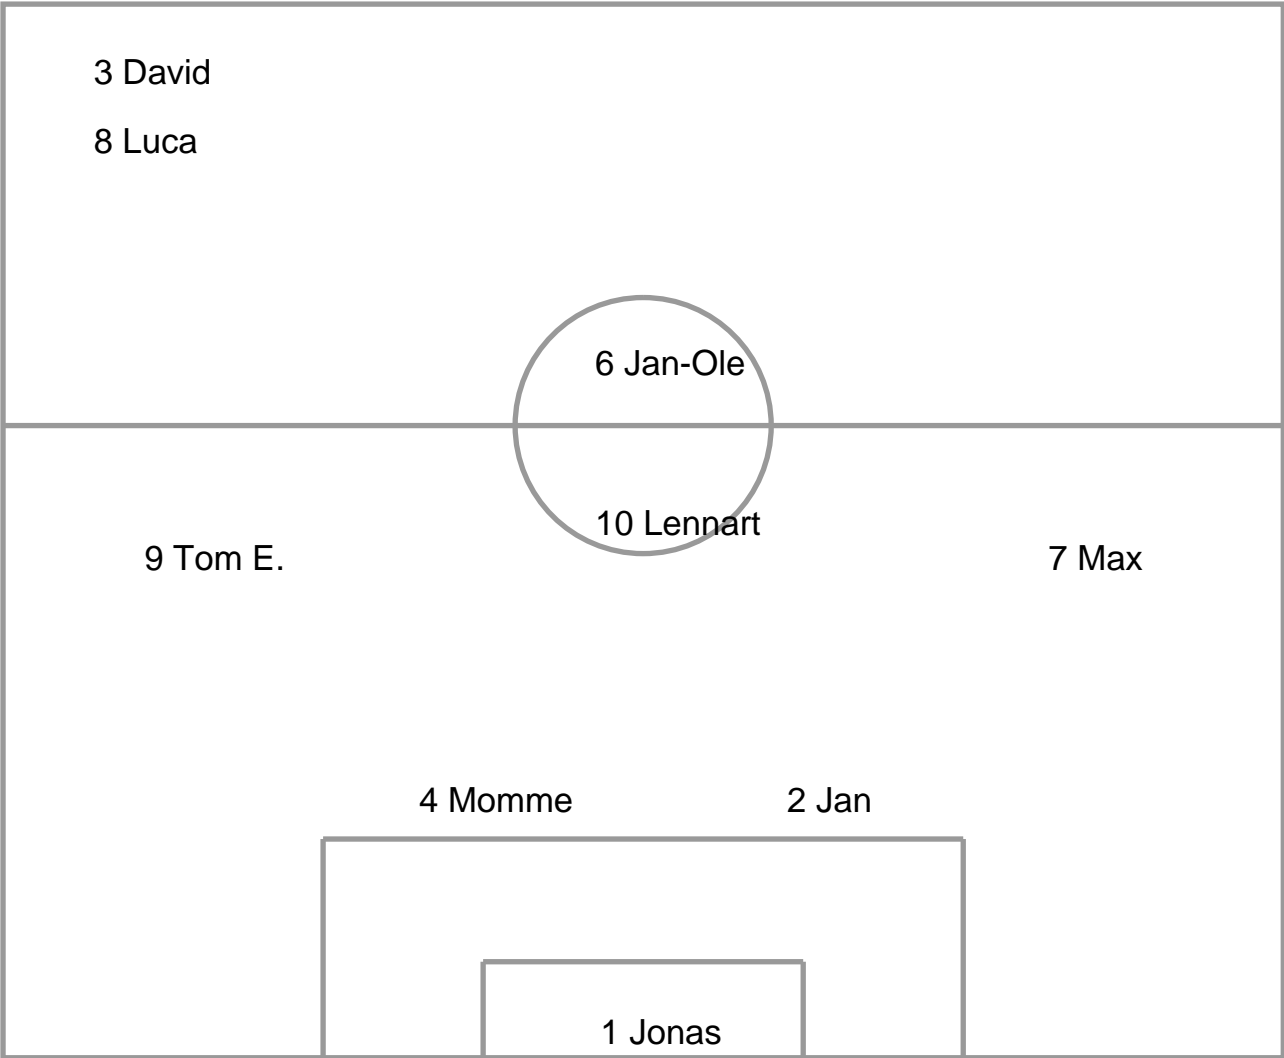 3 David
8 Luca
6 Jan-Ole
10 Lennart
9 Tom E.
7 Max
4 Momme
2 Jan
1 Jonas